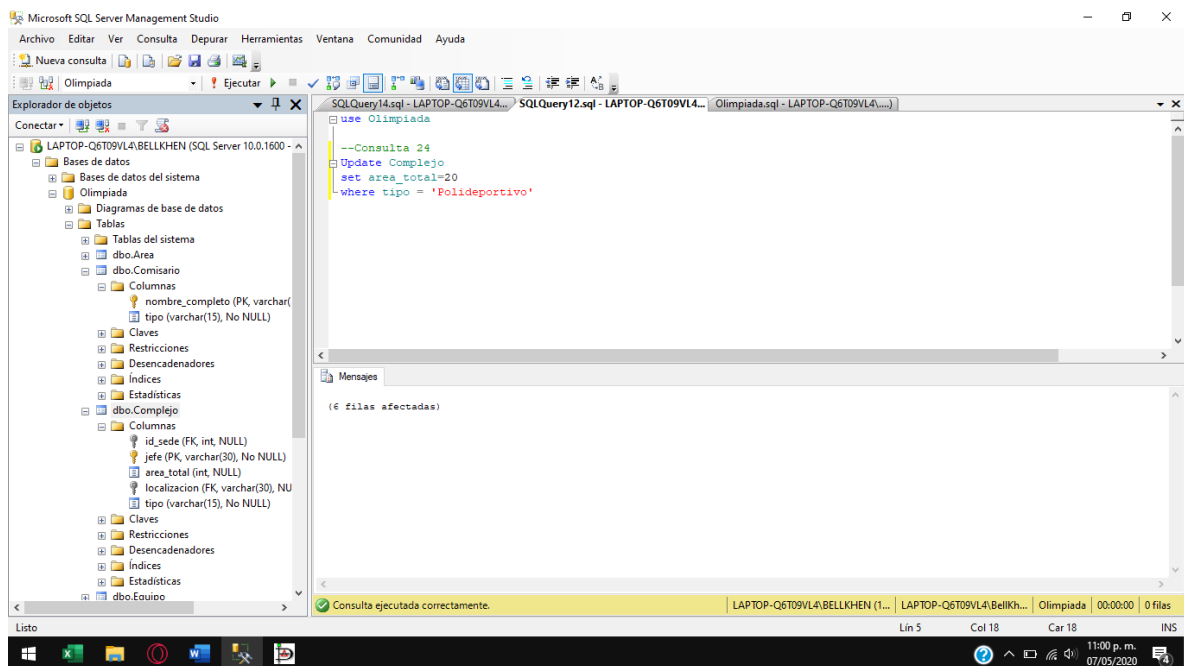 Microsoft SQL Server Management Studio
Archivo Editar Ver Consulta Depurar Herramientas Ventana Comunidad Ayuda
Nueva consulta
Olimpiada
Ejecutar
Explorador de objetos
SQLQuery14.sql - LAPTOP-Q6T09VL4... SQLQuery12.sql - LAPTOP-Q6T09VL4... Olimpiada.sql - LAPTOP-Q6T09VL4\....)
Conectar
LAPTOP-Q6T09VL4\BELLKHEN (SQL Server 10.0.1600 -
Bases de datos
Bases de datos del sistema
Olimpiada
Diagramas de base de datos
Tablas
Tablas del sistema
dbo.Area
dbo.Comisario
Columnas
nombre_completo (PK, varchar(
tipo (varchar(15), No NULL)
Claves
Restricciones
Desencadenadores
Índices
Estadísticas
dbo.Complejo
Columnas
id_sede (FK, int, NULL)
jefe (PK, varchar(30), No NULL)
area_total (int, NULL)
localizacion (FK, varchar(30), NU
tipo (varchar(15), No NULL)
Claves
Restricciones
Desencadenadores
Índices
Estadísticas
dbo.Equipo
use Olimpiada
--Consulta 24
Update Complejo
set area_total=20
where tipo = 'Polideportivo'
Mensajes
(6 filas afectadas)
Consulta ejecutada correctamente.
LAPTOP-Q6T09VL4\BELLKHEN (1... LAPTOP-Q6T09VL4\BellKh... Olimpiada 00:00:00 0 filas
Listo
Lín 5 Col 18 Car 18 INS
11:00 p. m.
07/05/2020
4